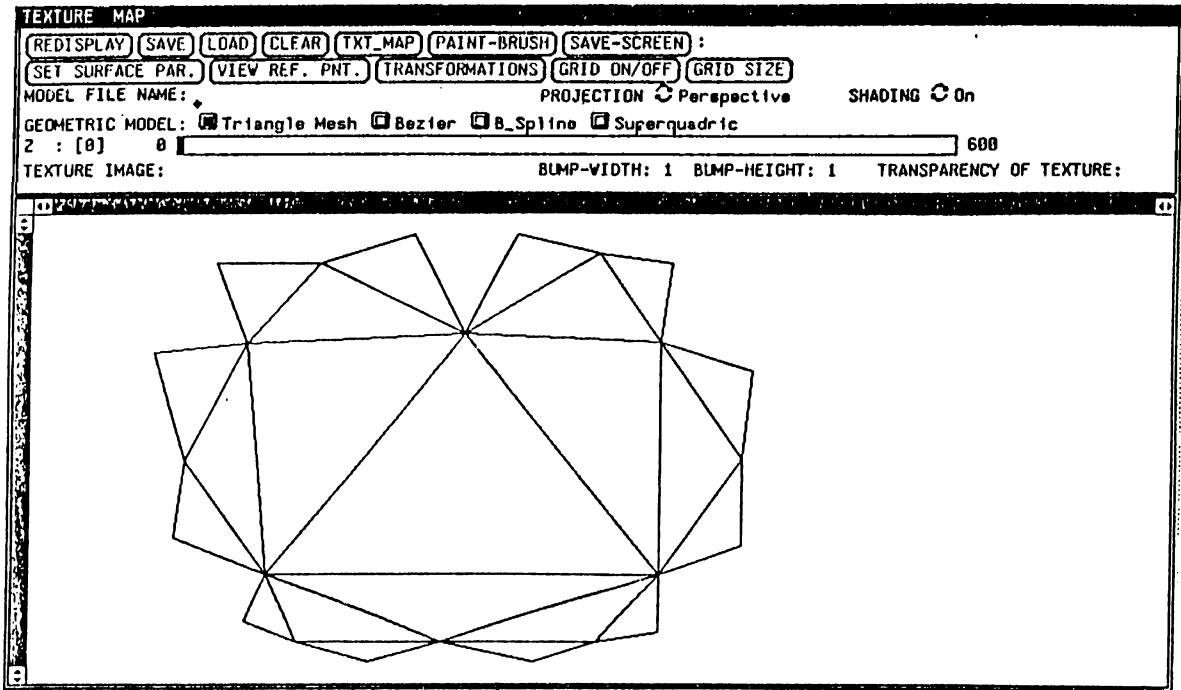 TEXTURE MAP
REDISPLAY SAVE LOAD CLEAR TXT_MAP PAINT-BRUSH SAVE-SCREEN :
SET SURFACE PAR. VIEW REF. PNT. TRANSFORMATIONS GRID ON/OFF GRID SIZE
MODEL FILE NAME: PROJECTION Perspective SHADING On
GEOMETRIC MODEL: Triangle Mesh Bezier B_Spline Superquadric
Z : [0] 0 600
TEXTURE IMAGE: BUMP-WIDTH: 1 BUMP-HEIGHT: 1 TRANSPARENCY OF TEXTURE: